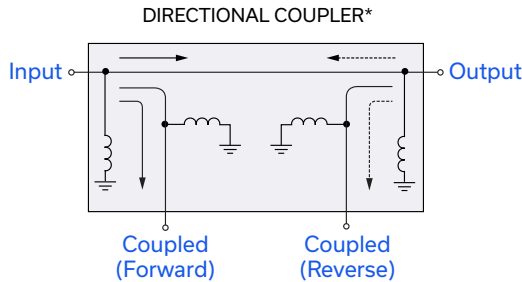 DIRECTIONAL COUPLER*
Input
Output
Coupled
(Forward)
Coupled
(Reverse)